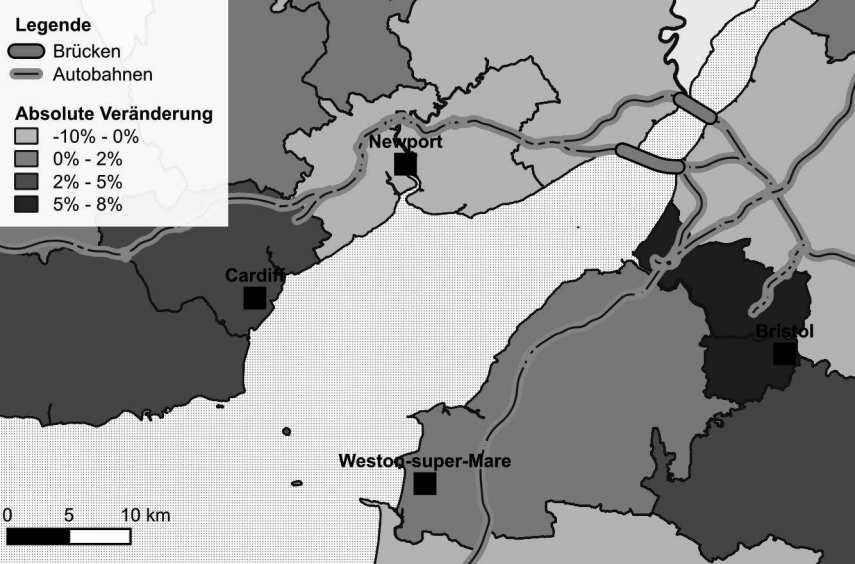 Legende
Brücken
Autobahnen
Absolute Veränderung
-10% - 0%
0% - 2%
2% - 5%
5% - 8%
Newport
Cardiff
Bristol
Weston-super-Mare
0 5 10 km